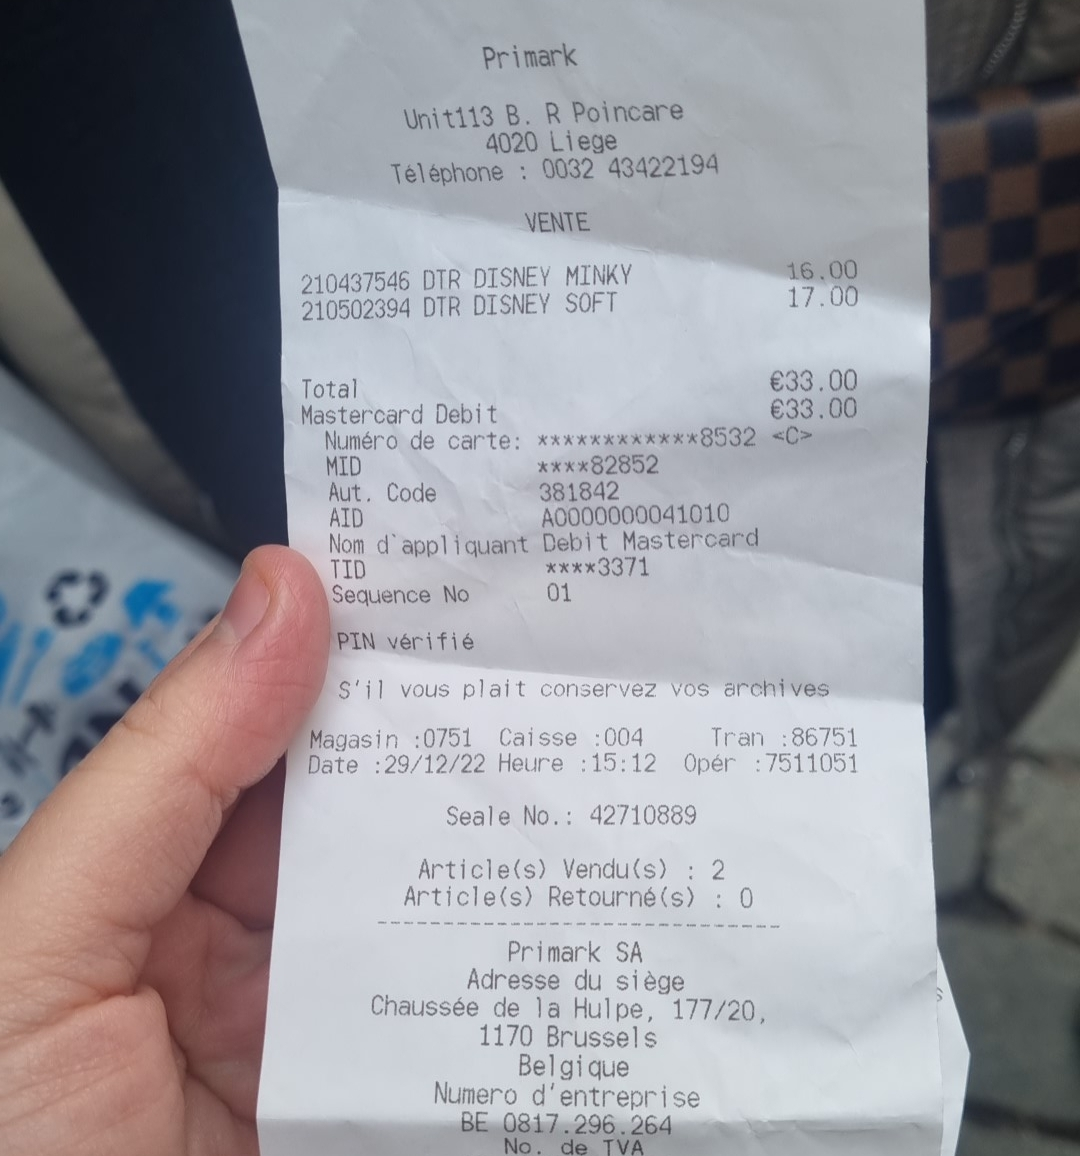 Primark
Unit113 B. R Poincare
4020 Liege
Téléphone : 0032 43422194
VENTE
210437546 DTR DISNEY MINKY 16.00
210502394 DTR DISNEY SOFT 17.00
Total €33.00
Mastercard Debit €33.00
Numéro de carte: ************8532 <C>
MID ****82852
Aut. Code 381842
AID A0000000041010
Nom d`appliquant Debit Mastercard
TID ****3371
Sequence No 01
PIN vérifié
S'il vous plait conservez vos archives
Magasin :0751 Caisse :004 Tran :86751
Date :29/12/22 Heure :15:12 Opér :7511051
Seale No.: 42710889
Article(s) Vendu(s) : 2
Article(s) Retourné(s) : 0
--------------------------------
Primark SA
Adresse du siège
Chaussée de la Hulpe, 177/20,
1170 Brussels
Belgique
Numero d'entreprise
BE 0817.296.264
No. de TVA